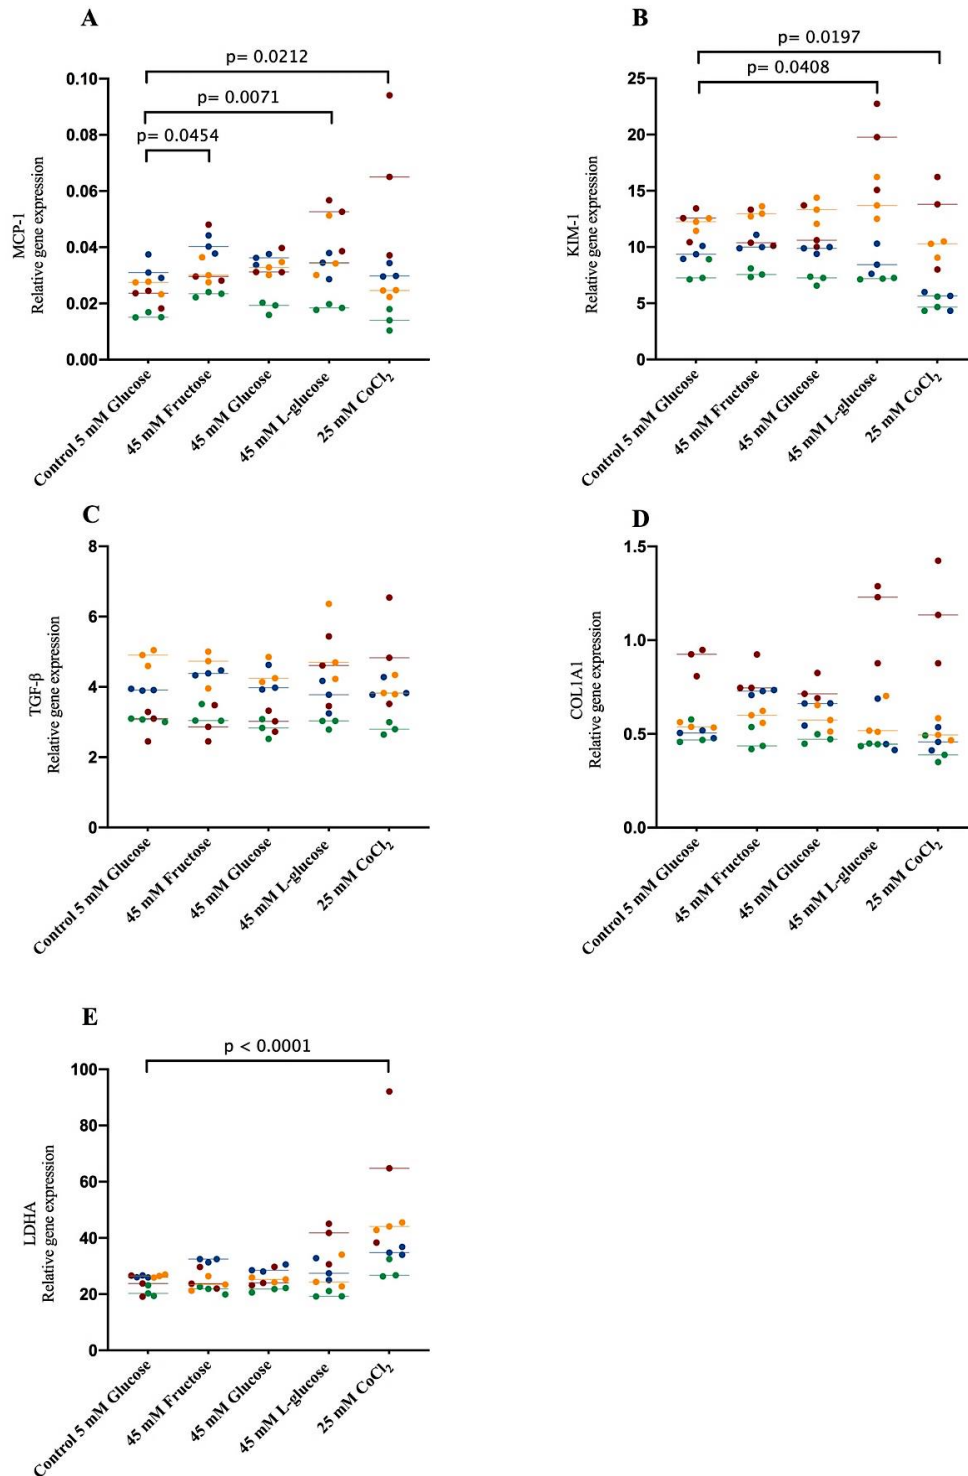 A
p= 0.0212
p= 0.0071
p= 0.0454
0.10
0.08
0.06
0.04
0.02
0.00
MCP-1
Relative gene expression
Control 5 mM Glucose
45 mM Fructose
45 mM Glucose
45 mM L-glucose
25 mM CoCl₂
B
p= 0.0197
p= 0.0408
25
20
15
10
5
0
KIM-1
Relative gene expression
Control 5 mM Glucose
45 mM Fructose
45 mM Glucose
45 mM L-glucose
25 mM CoCl₂
C
8
6
4
2
0
TGF-β
Relative gene expression
Control 5 mM Glucose
45 mM Fructose
45 mM Glucose
45 mM L-glucose
25 mM CoCl₂
D
1.5
1.0
0.5
0.0
COL1A1
Relative gene expression
Control 5 mM Glucose
45 mM Fructose
45 mM Glucose
45 mM L-glucose
25 mM CoCl₂
E
p < 0.0001
100
80
60
40
20
0
LDHA
Relative gene expression
Control 5 mM Glucose
45 mM Fructose
45 mM Glucose
45 mM L-glucose
25 mM CoCl₂